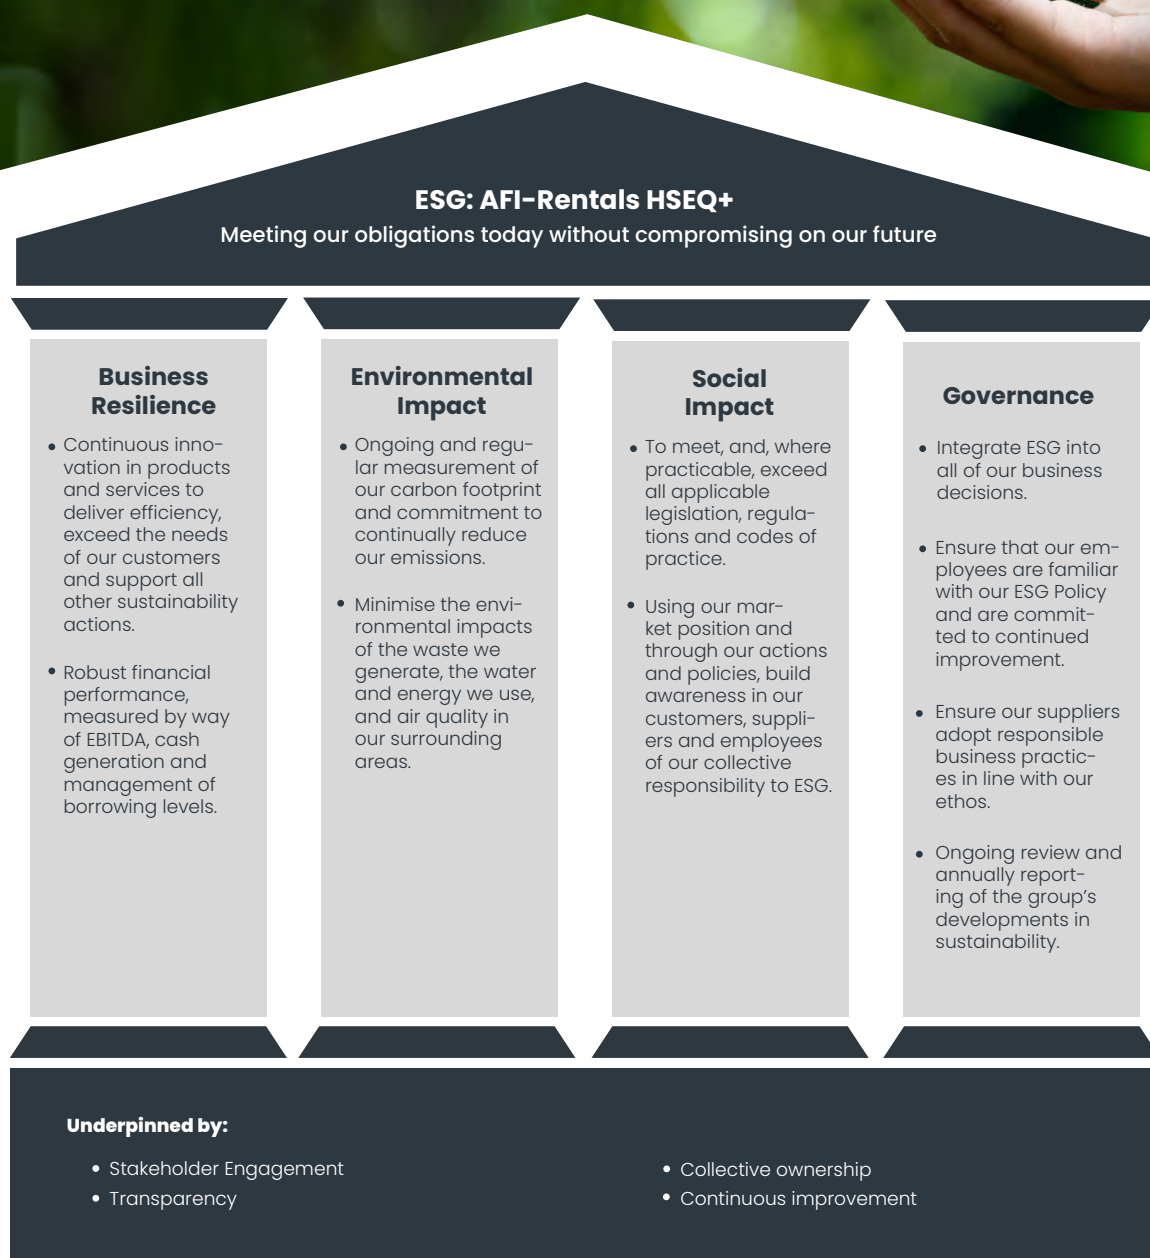 ESG: AFI-Rentals HSEQ+
Meeting our obligations today without compromising on our future
Business
Resilience
• Continuous inno-
vation in products
and services to
deliver efficiency,
exceed the needs
of our customers
and support all
other sustainability
actions.
• Robust financial
performance,
measured by way
of EBITDA, cash
generation and
management of
borrowing levels.
Environmental
Impact
• Ongoing and regu-
lar measurement of
our carbon footprint
and commitment to
continually reduce
our emissions.
• Minimise the envi-
ronmental impacts
of the waste we
generate, the water
and energy we use,
and air quality in
our surrounding
areas.
Social
Impact
• To meet, and, where
practicable, exceed
all applicable
legislation, regula-
tions and codes of
practice.
• Using our mar-
ket position and
through our actions
and policies, build
awareness in our
customers, suppli-
ers and employees
of our collective
responsibility to ESG.
Governance
• Integrate ESG into
all of our business
decisions.
• Ensure that our em-
ployees are familiar
with our ESG Policy
and are commit-
ted to continued
improvement.
• Ensure our suppliers
adopt responsible
business practic-
es in line with our
ethos.
• Ongoing review and
annually report-
ing of the group's
developments in
sustainability.
Underpinned by:
• Stakeholder Engagement
• Transparency
• Collective ownership
• Continuous improvement